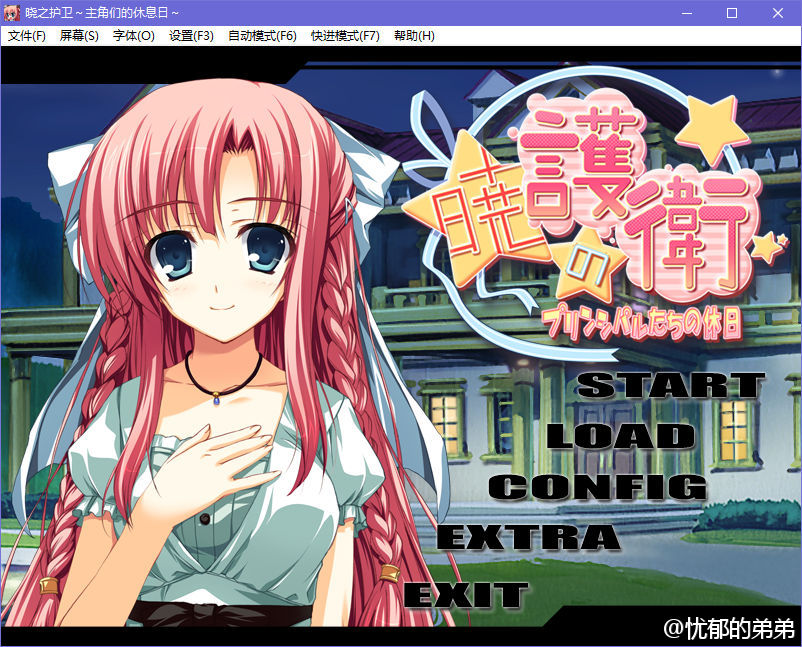 晓之护卫～主角们的休息日～
文件(F) 屏幕(S) 字体(O) 设置(F3) 自动模式(F6) 快进模式(F7) 帮助(H)
暁の護衛
プリンシパルたちの休日
START
LOAD
CONFIG
EXTRA
EXIT
@忧郁的弟弟